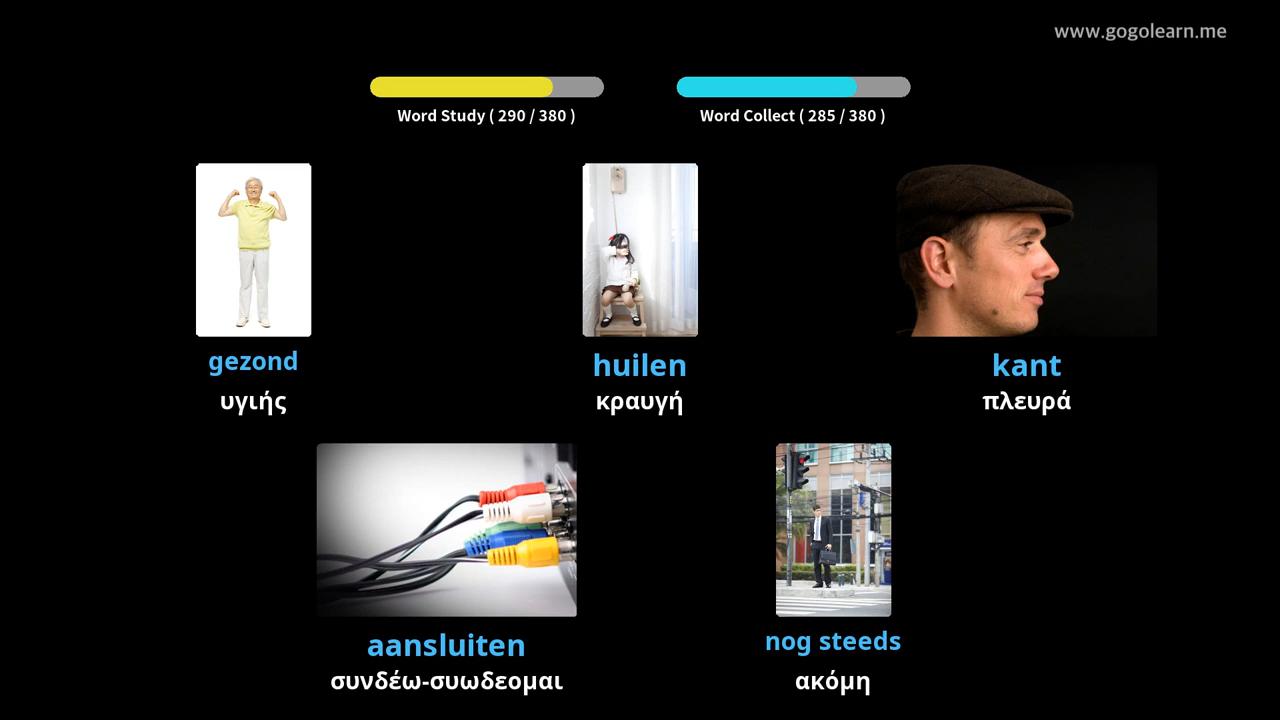 www.gogolearn.me
Word Study ( 290 / 380 )
Word Collect ( 285 / 380 )
gezond
υγιής
huilen
κραυγή
kant
πλευρά
aansluiten
συνδέω-συωδεομαι
nog steeds
ακόμη